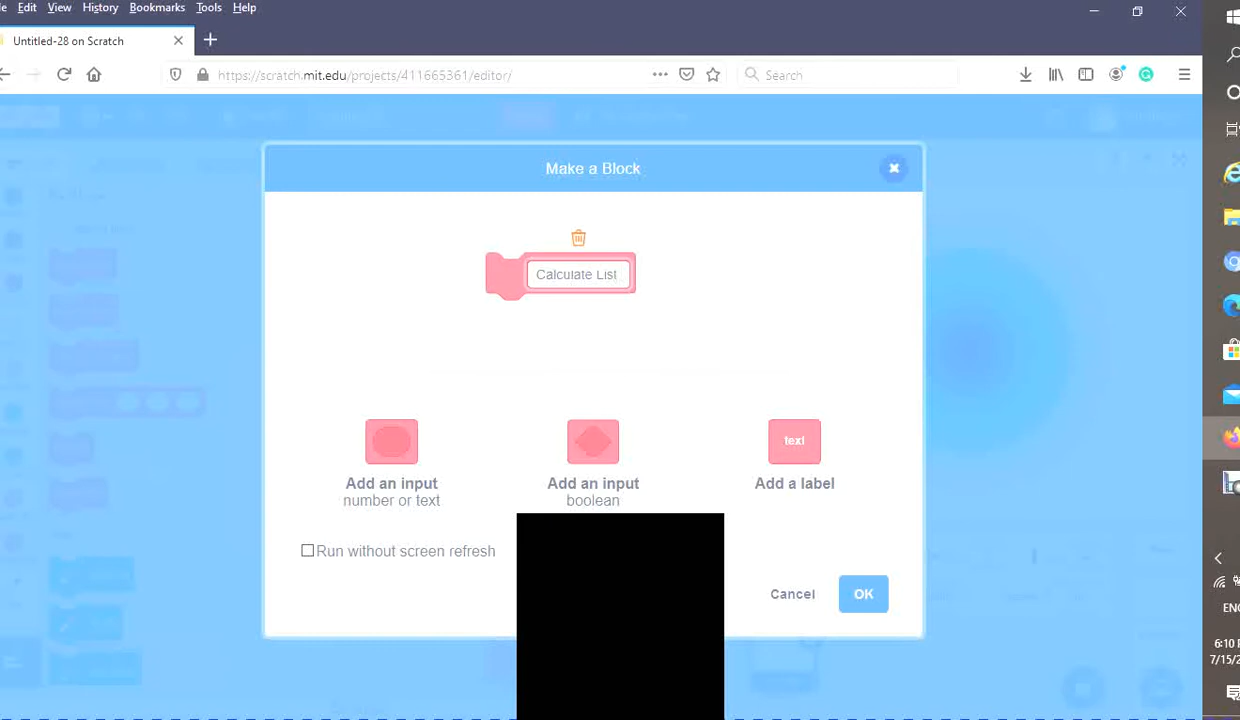 Edit View History Bookmarks Tools Help
Untitled-28 on Scratch
https://scratch.mit.edu/projects/411665361/editor/
Search
Make a Block
Calculate List
text
Add an input
number or text
Add an input
boolean
Add a label
Run without screen refresh
Cancel
OK
6:10
7/15/2